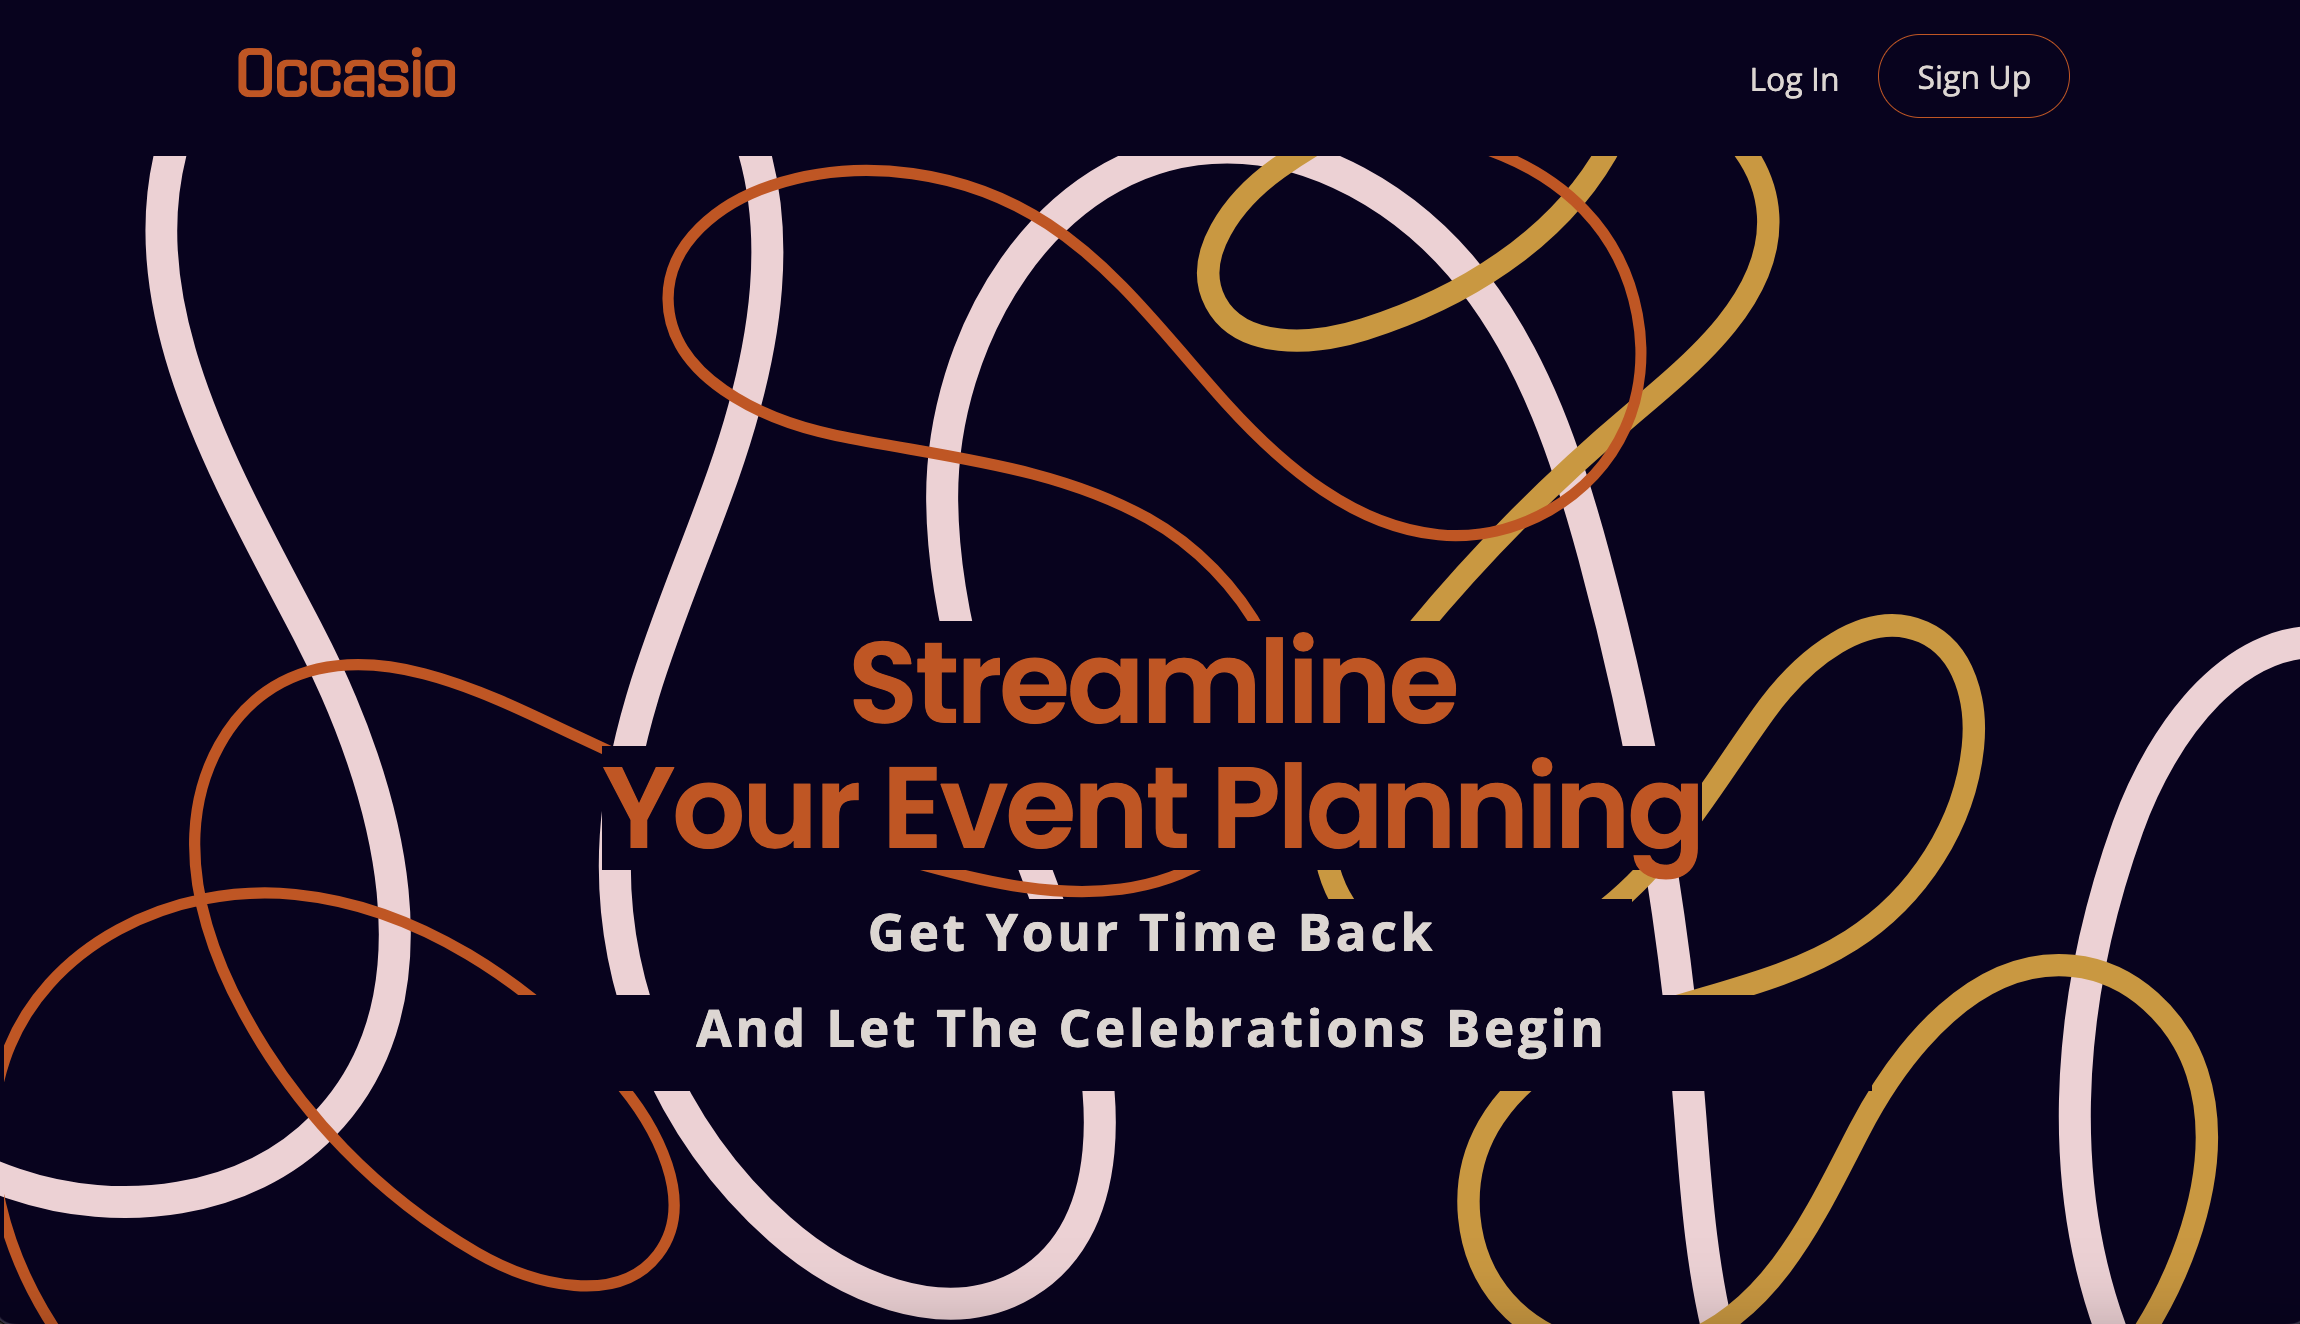 Occasio
Log In
Sign Up
Streamline
Your Event Planning
Get Your Time Back
And Let The Celebrations Begin